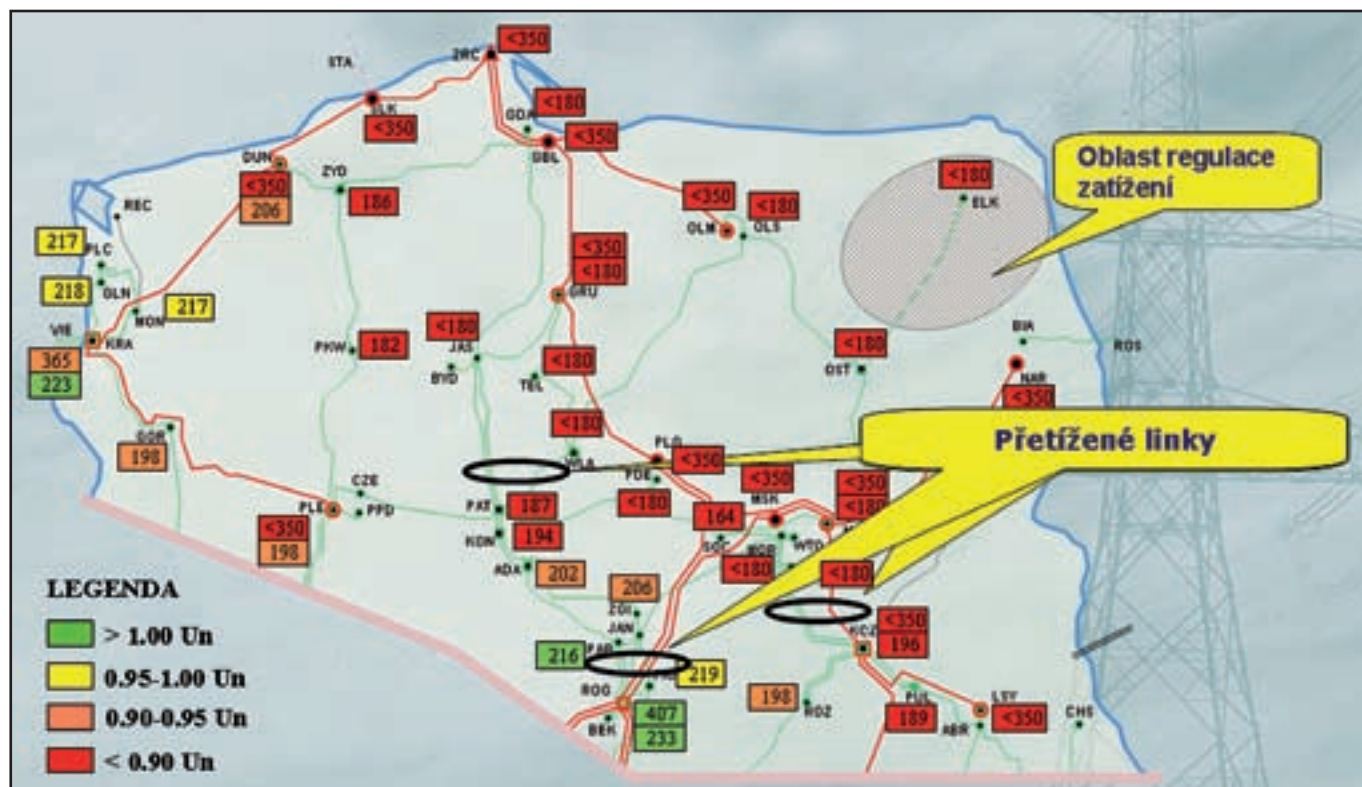 <350
ZRC
STA
<180
GDA
SLK
<350
GBL
<350
Oblast regulace
zatížení
DUN
<350
206
ZYD
186
REC
<180
ELK
<350
<180
OLM
OLS
217
PLC
218
GLN
217
MON
<350
<180
GRU
VIE
KRA
365
223
PKW
182
<180
JAS
BYD
<180
TEL
<180
OST
BIA
ROS
NAR
<350
Přetížené linky
GOR
198
<180
WLA
PLO
<350
PDE
<180
CZE
PLE
PPD
<350
198
PAT
187
KON
194
<350
MSK
<350
<180
164
SOC
MOR
WTO
<180
<180
ADA
202
206
ZGI
JAN
PAB
216
219
KCZ
<350
196
ROG
407
233
BEK
198
ROZ
PUL
189
ABR
LSY
<350
CHS
LEGENDA
> 1.00 Un
0.95-1.00 Un
0.90-0.95 Un
< 0.90 Un